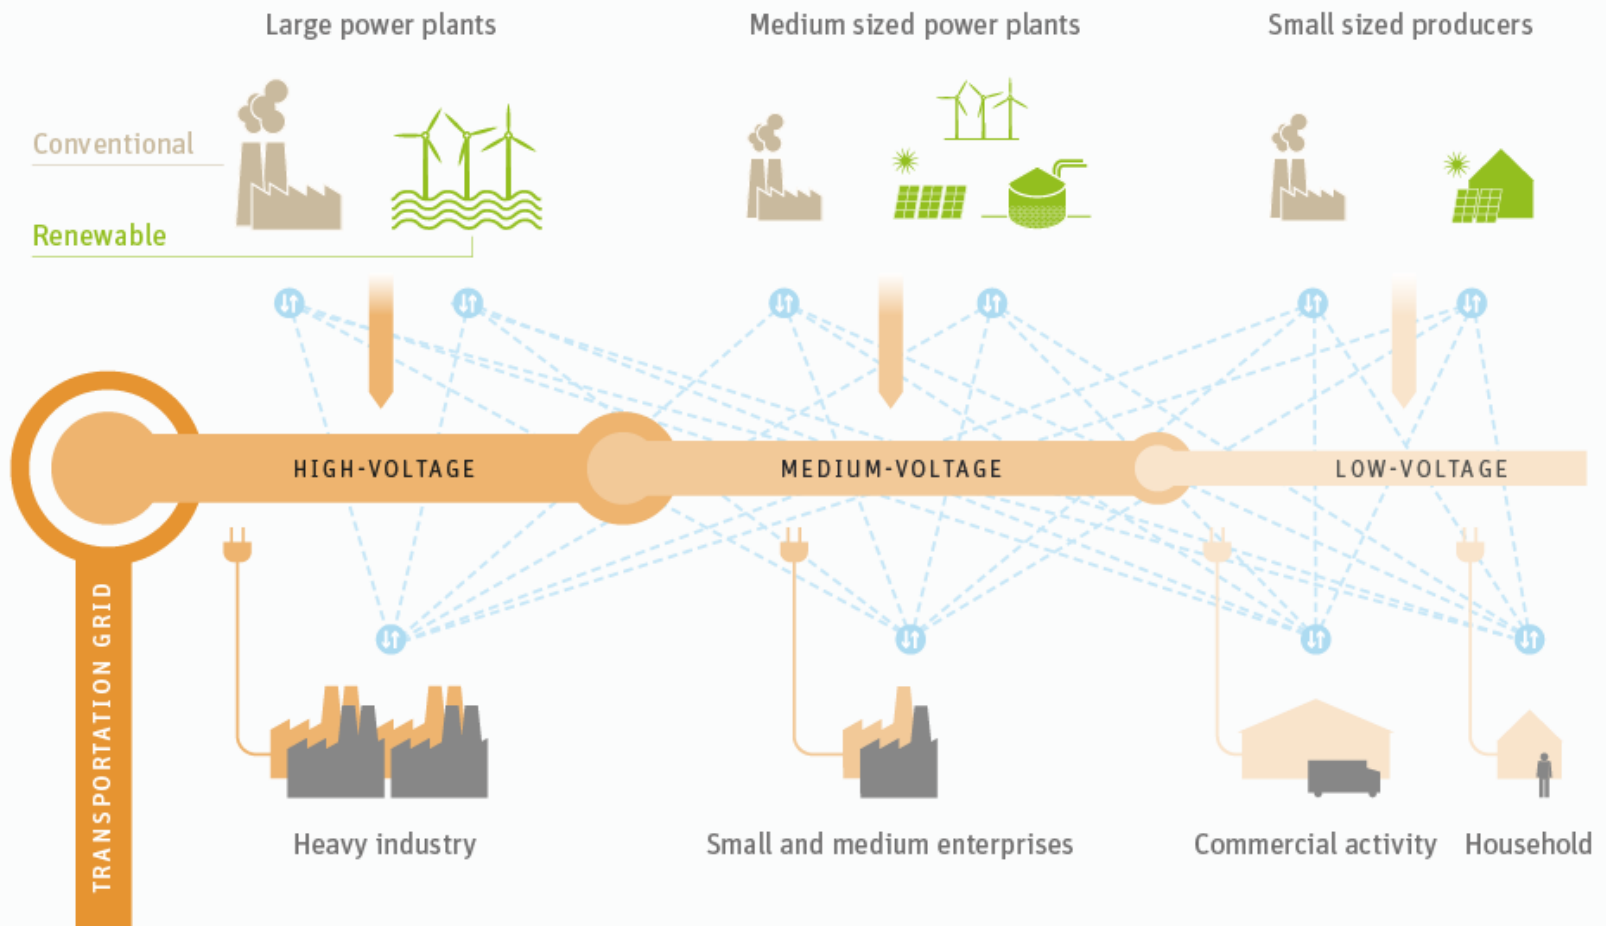 Large power plants
Medium sized power plants
Small sized producers
Conventional
Renewable
HIGH-VOLTAGE
MEDIUM-VOLTAGE
LOW-VOLTAGE
TRANSPORTATION GRID
Heavy industry
Small and medium enterprises
Commercial activity
Household